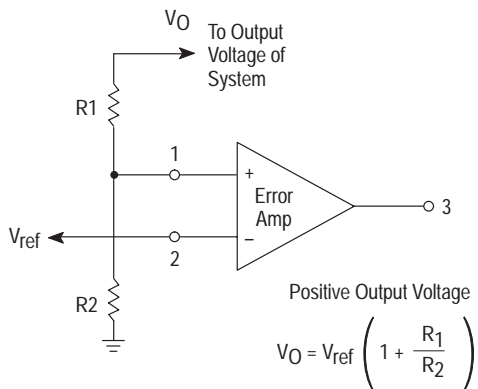 VO
To Output
Voltage of
System
R1
1
+
Error
Amp
3
Vref
−
2
R2
Positive Output Voltage
VO = Vref ( 1 + R1 / R2 )